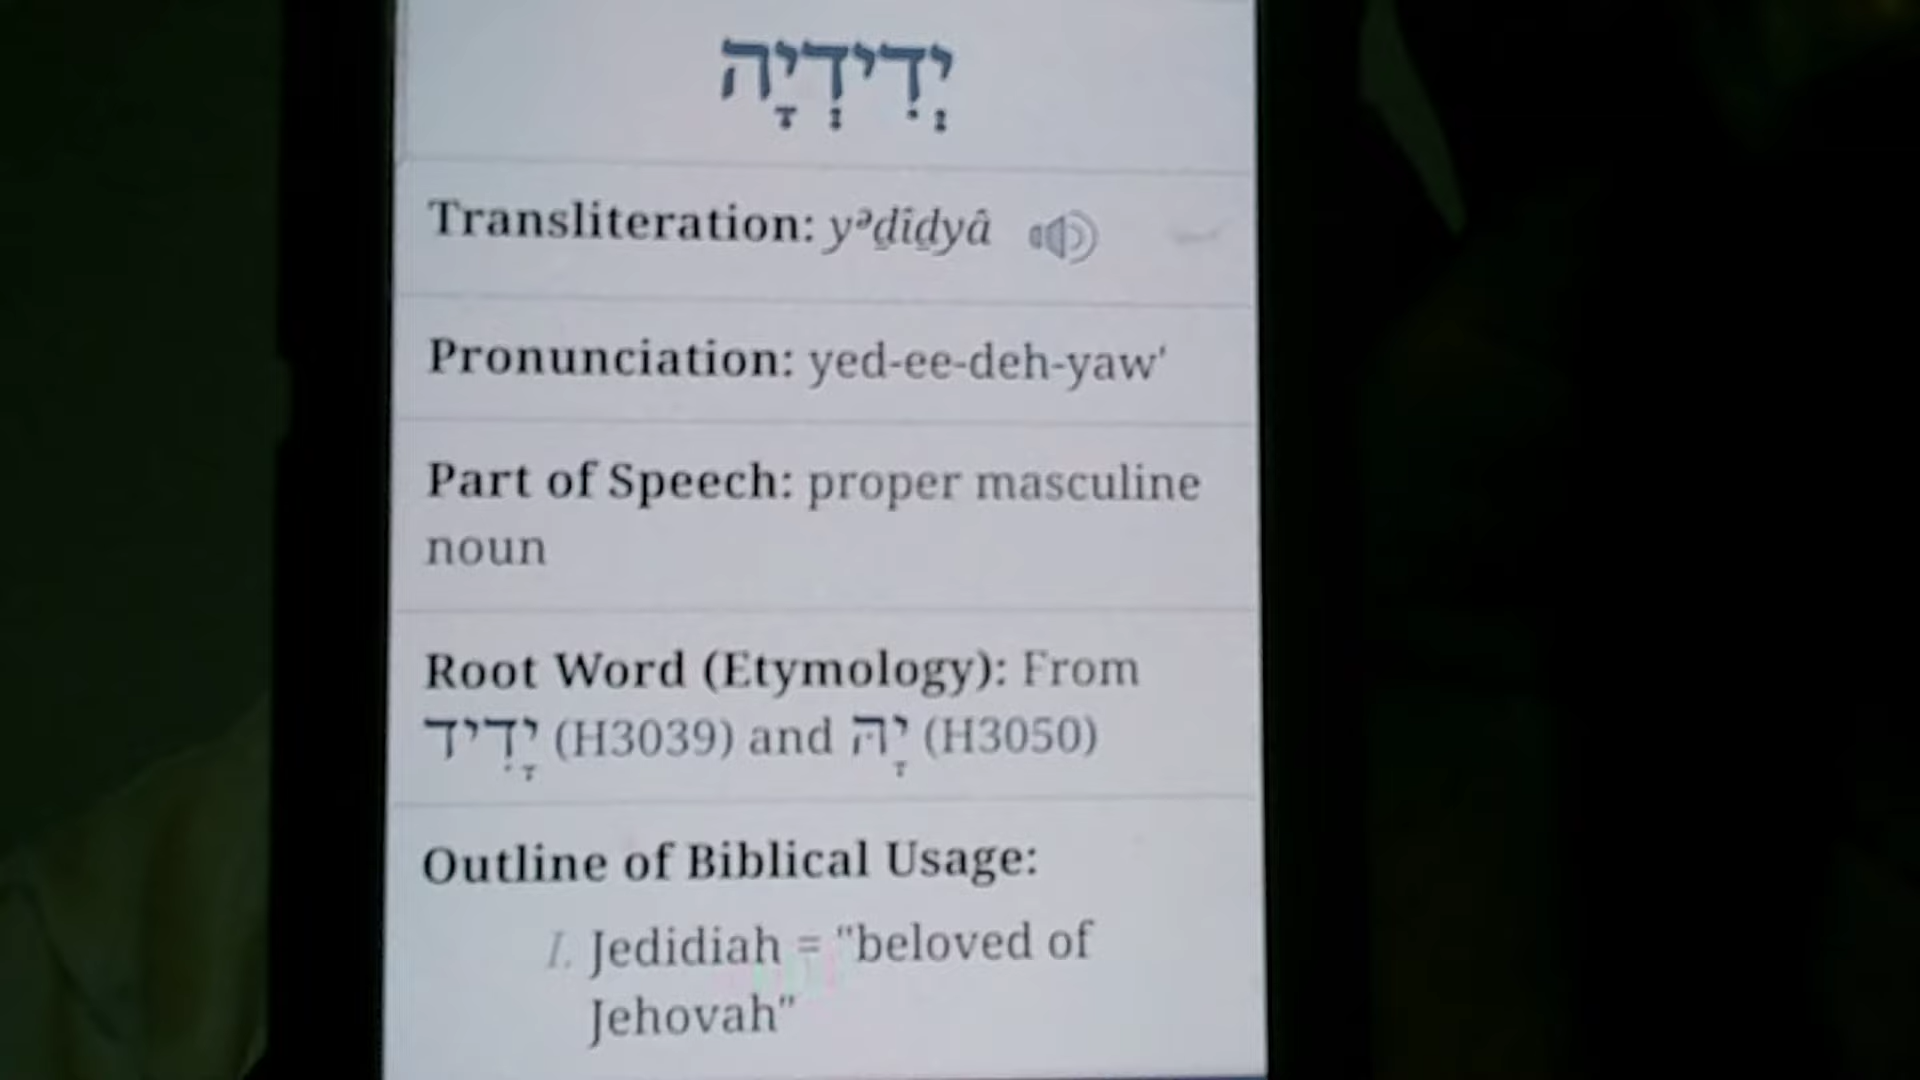 יְדִידְיָהּ
Transliteration: yᵊḏîḏyâ
Pronunciation: yed-ee-deh-yaw'
Part of Speech: proper masculine
noun
Root Word (Etymology): From
יָדִיד (H3039) and יָהּ (H3050)
Outline of Biblical Usage:
I. Jedidiah = "beloved of
Jehovah"